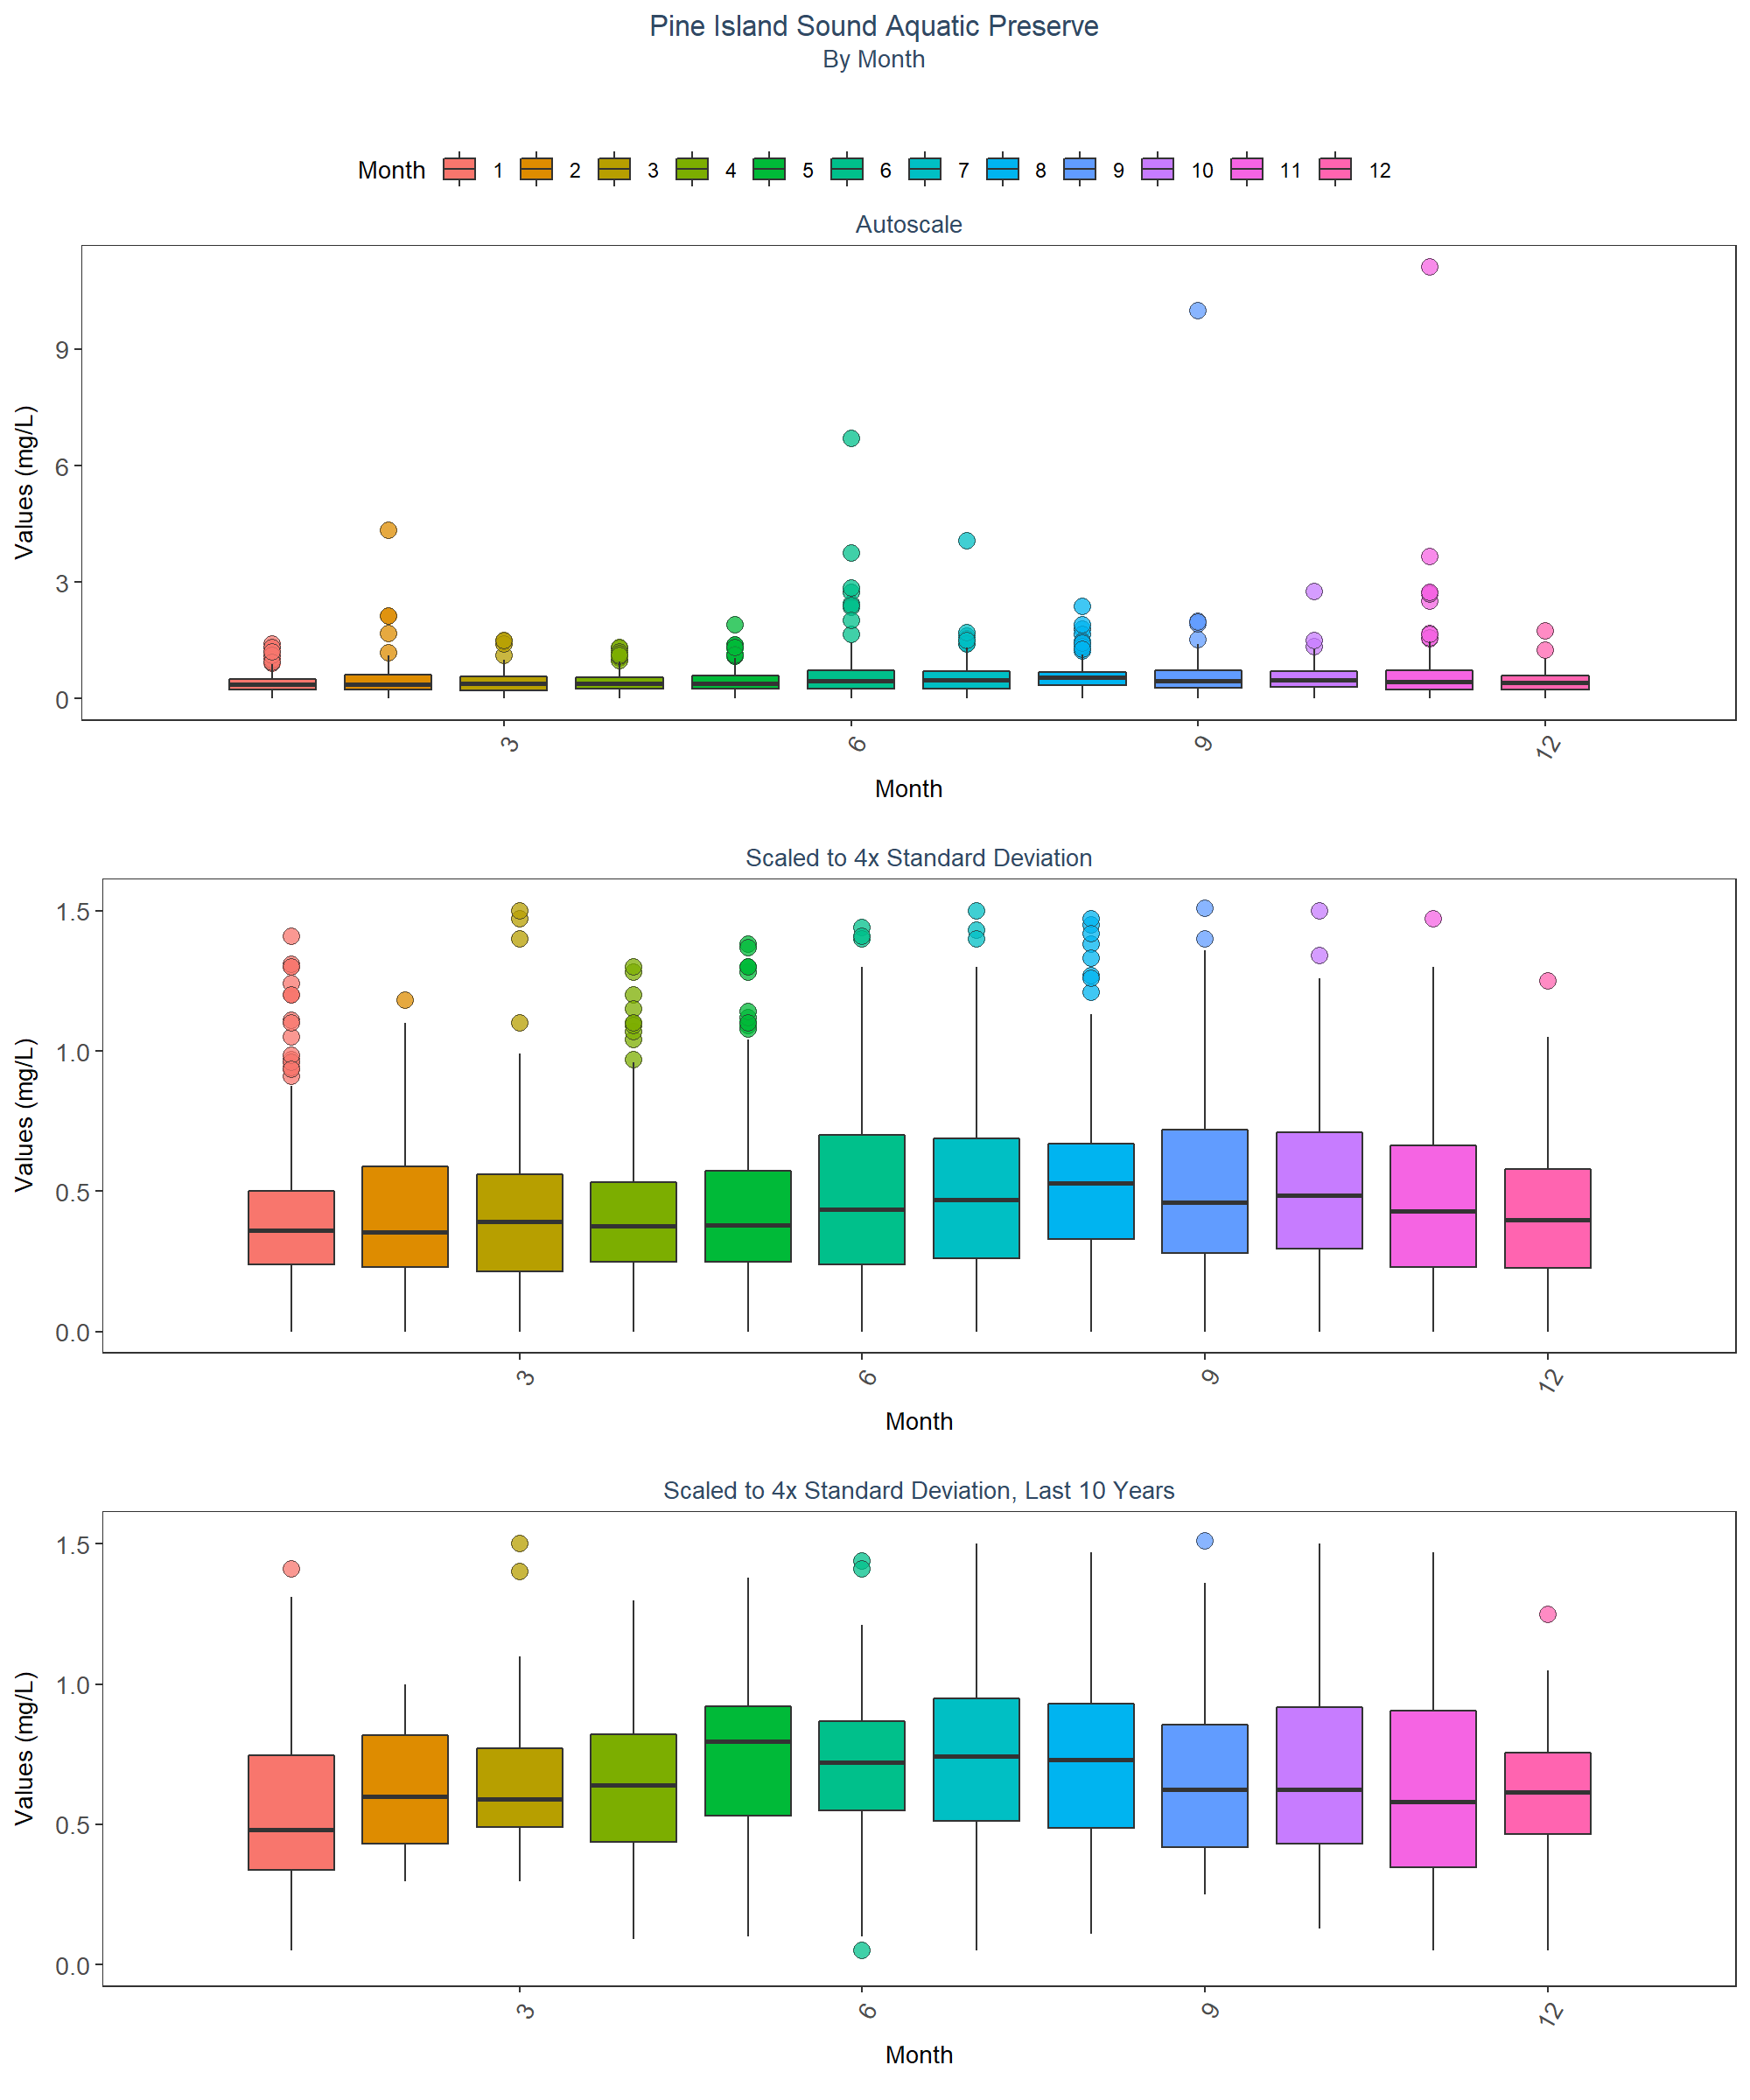 Pine Island Sound Aquatic Preserve
By Month
Month 1 2 3 4 5 6 7 8 9 10 11 12
Autoscale
Values (mg/L)
9
6
3
0
3 6 9 12
Month
Scaled to 4x Standard Deviation
Values (mg/L)
1.5
1.0
0.5
0.0
3 6 9 12
Month
Scaled to 4x Standard Deviation, Last 10 Years
Values (mg/L)
1.5
1.0
0.5
0.0
3 6 9 12
Month